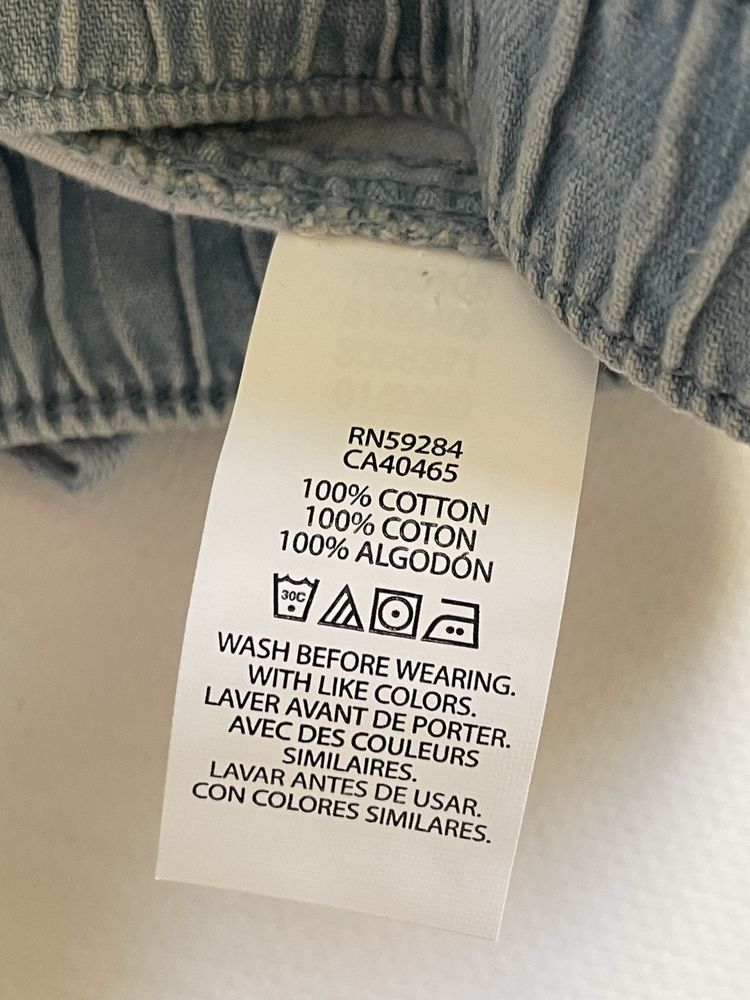 RN59284
CA40465
100% COTTON
100% COTON
100% ALGODÓN
30C
WASH BEFORE WEARING.
WITH LIKE COLORS.
LAVER AVANT DE PORTER.
AVEC DES COULEURS
SIMILAIRES.
LAVAR ANTES DE USAR.
CON COLORES SIMILARES.